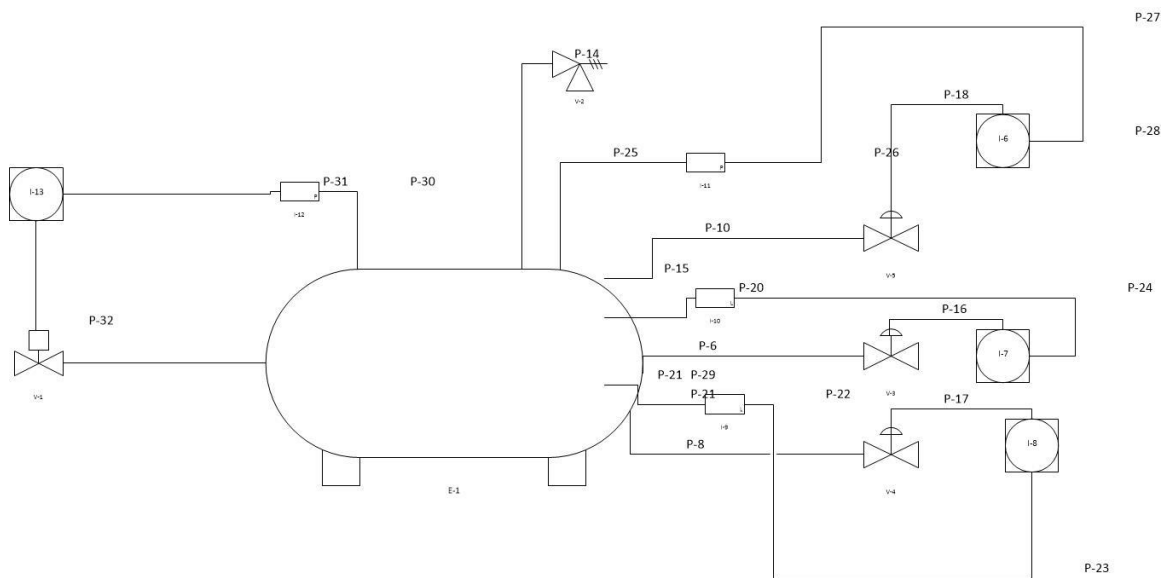 P-27
P-14
V-2
P-18
I-6
P-28
P-25
P
I-11
P-26
I-13
P-31
P
I-12
P-30
P-10
P-15
V-5
P-20
L
I-10
P-24
P-32
P-16
P-6
I-7
V-1
P-21
P-29
V-3
P-21
L
P-22
P-17
I-9
P-8
I-8
E-1
V-4
P-23